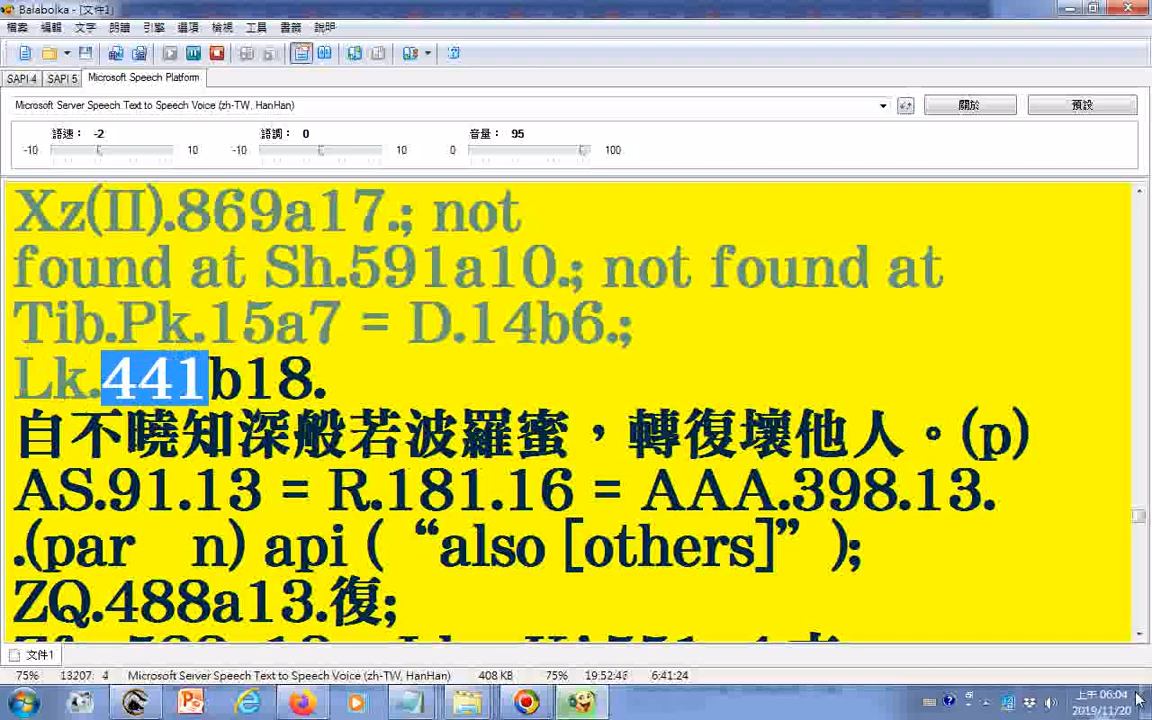 Balabolka - [文件1]
檔案 編輯 文字 朗讀 引擎 選項 檢視 工具 書籤 說明
SAPI 4 SAPI 5 Microsoft Speech Platform
Microsoft Server Speech Text to Speech Voice (zh-TW, HanHan) 關於 預設
語速： -2 語調： 0 音量： 95
-10 10 -10 10 0 100
Xz(II).869a17.; not
found at Sh.591a10.; not found at
Tib.Pk.15a7 = D.14b6.;
Lk.441b18.
自不曉知深般若波羅蜜，轉復壞他人。(p)
AS.91.13 = R.181.16 = AAA.398.13.
.(par n) api (“also [others]”);
ZQ.488a13.復;
文件1
75% 13207: 4 Microsoft Server Speech Text to Speech Voice (zh-TW, HanHan) 408 KB 75% 19:52:46 6:41:24
上午 06:04
2019/11/20